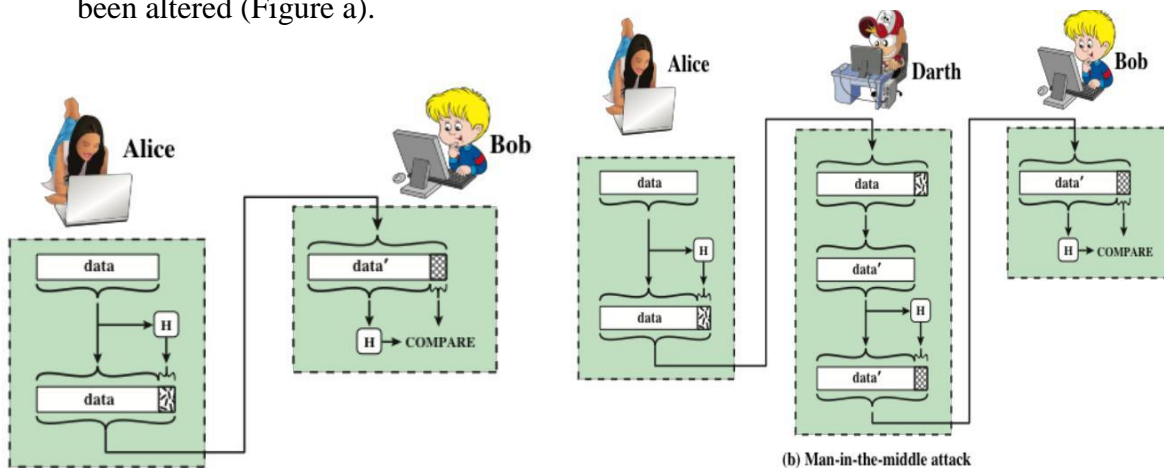 been altered (Figure a).
Alice
Bob
data
H
data
data′
H COMPARE
Alice
Darth
Bob
data
H
data
data
data′
H
data′
data′
H COMPARE
(b) Man-in-the-middle attack